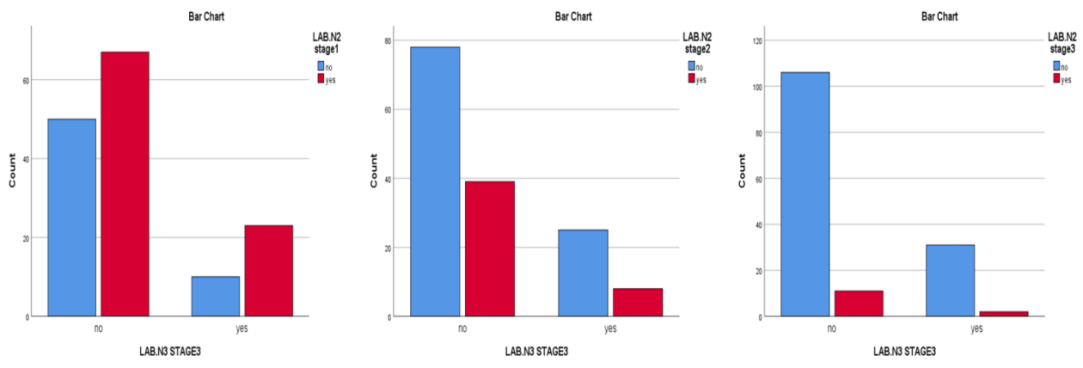 Bar Chart
LAB.N2
stage1
no
yes
Count
60
40
20
0
no
yes
LAB.N3 STAGE3
Bar Chart
LAB.N2
stage2
no
yes
Count
80
60
40
20
0
no
yes
LAB.N3 STAGE3
Bar Chart
LAB.N2
stage3
no
yes
Count
120
100
80
60
40
20
0
no
yes
LAB.N3 STAGE3